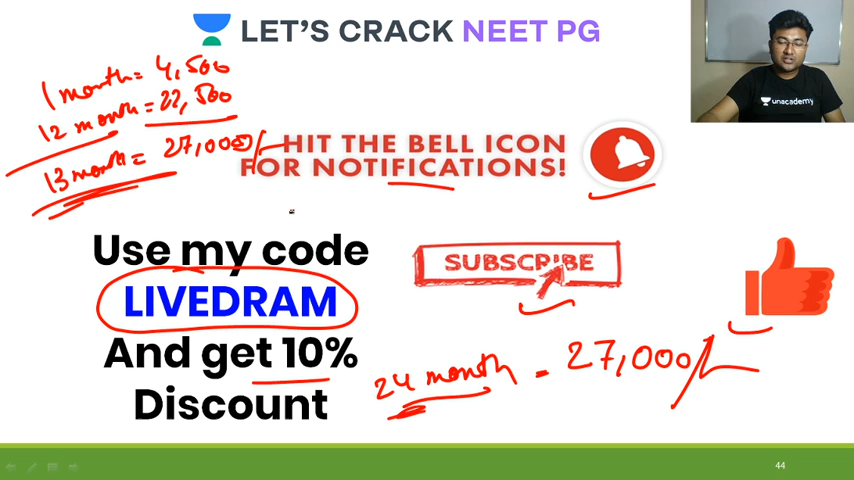 LET'S CRACK NEET PG
unacademy
1 month = 4,500
12 month = 22,500
13 month = 27,000/-
HIT THE BELL ICON
FOR NOTIFICATIONS!
Use my code
LIVEDRAM
And get 10%
Discount
SUBSCRIBE
24 month = 27,000/-
44